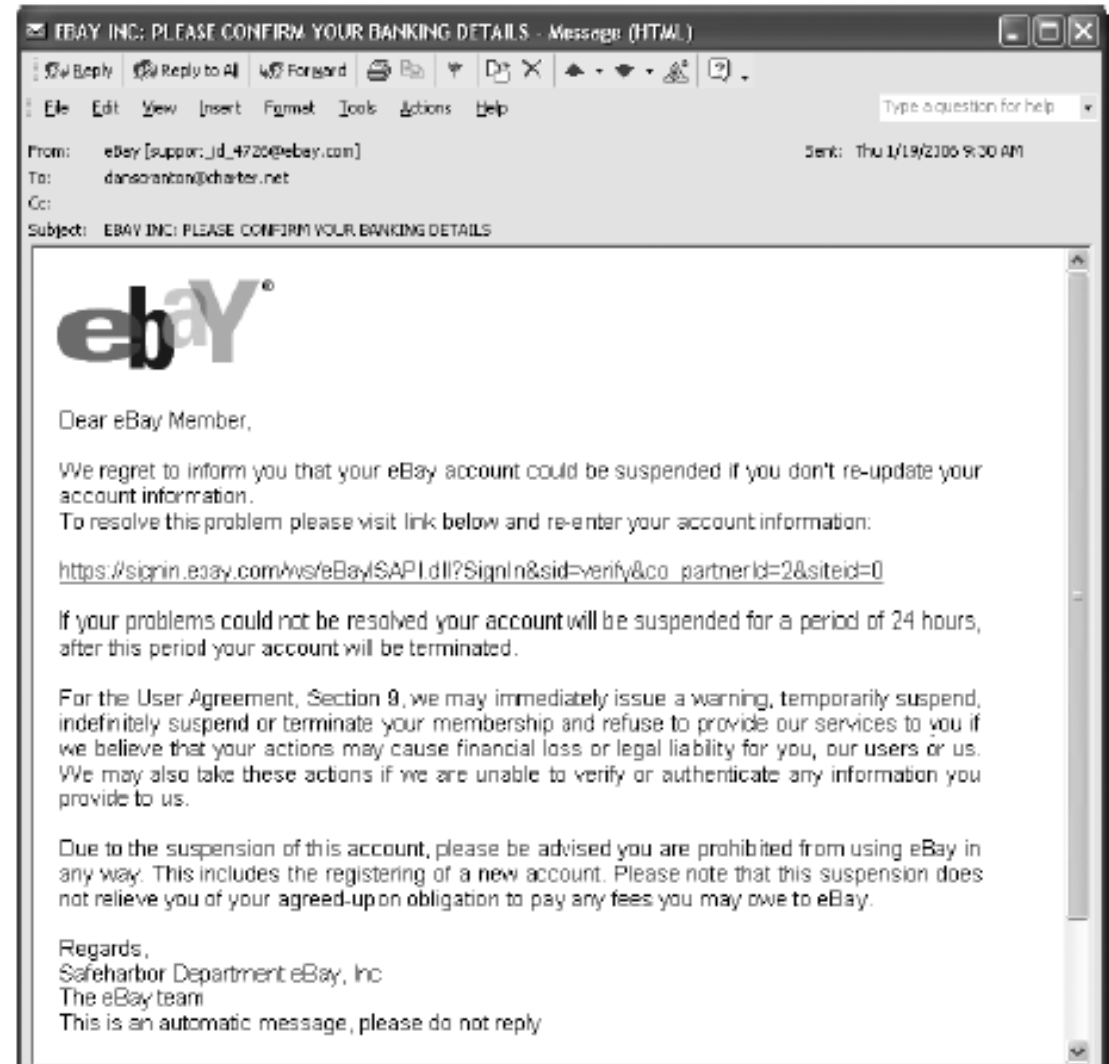 EBAY INC: PLEASE CONFIRM YOUR BANKING DETAILS - Message (HTML)
Reply Reply to All Forward
File Edit View Insert Format Tools Actions Help Type a question for help
From: eBay [support_id_4726@ebay.com] Sent: Thu 1/19/2006 9:30 AM
To: danscranton@charter.net
Cc:
Subject: EBAY INC: PLEASE CONFIRM YOUR BANKING DETAILS
ebaY®
Dear eBay Member,
We regret to inform you that your eBay account could be suspended if you don't re-update your
account information.
To resolve this problem please visit link below and re-enter your account information:
https://signin.ebay.com/ws/eBayISAPI.dll?SignIn&sid=verify&co_partnerId=2&siteid=0
If your problems could not be resolved your account will be suspended for a period of 24 hours,
after this period your account will be terminated.
For the User Agreement, Section 9, we may immediately issue a warning, temporarily suspend,
indefinitely suspend or terminate your membership and refuse to provide our services to you if
we believe that your actions may cause financial loss or legal liability for you, our users or us.
We may also take these actions if we are unable to verify or authenticate any information you
provide to us.
Due to the suspension of this account, please be advised you are prohibited from using eBay in
any way. This includes the registering of a new account. Please note that this suspension does
not relieve you of your agreed-upon obligation to pay any fees you may owe to eBay.
Regards,
Safeharbor Department eBay, Inc
The eBay team
This is an automatic message, please do not reply